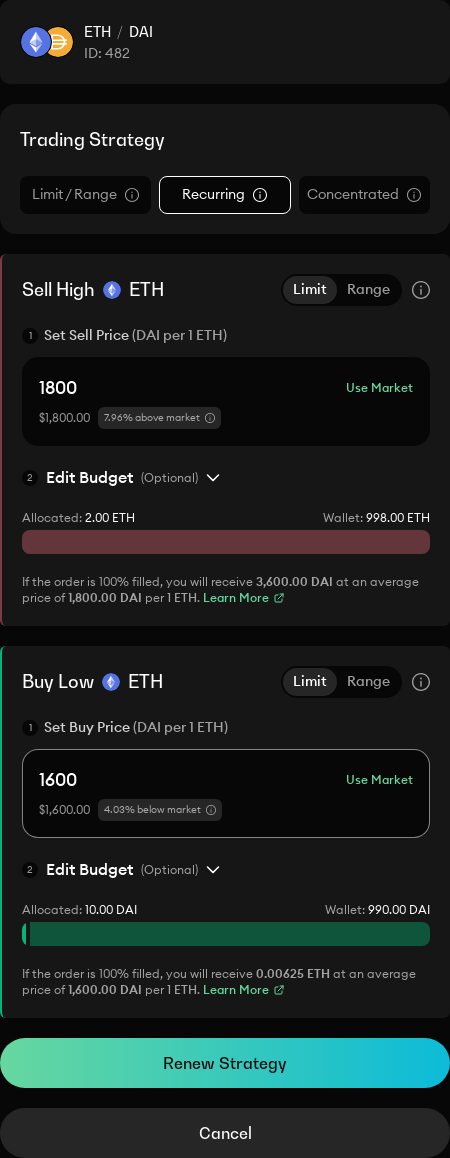 ETH / DAI
ID: 482
Trading Strategy
Limit / Range
Recurring
Concentrated
Sell High ETH
Limit
Range
1 Set Sell Price (DAI per 1 ETH)
1800
Use Market
$1,800.00
7.96% above market
2 Edit Budget (Optional)
Allocated: 2.00 ETH
Wallet: 998.00 ETH
If the order is 100% filled, you will receive 3,600.00 DAI at an average
price of 1,800.00 DAI per 1 ETH. Learn More
Buy Low ETH
Limit
Range
1 Set Buy Price (DAI per 1 ETH)
1600
Use Market
$1,600.00
4.03% below market
2 Edit Budget (Optional)
Allocated: 10.00 DAI
Wallet: 990.00 DAI
If the order is 100% filled, you will receive 0.00625 ETH at an average
price of 1,600.00 DAI per 1 ETH. Learn More
Renew Strategy
Cancel